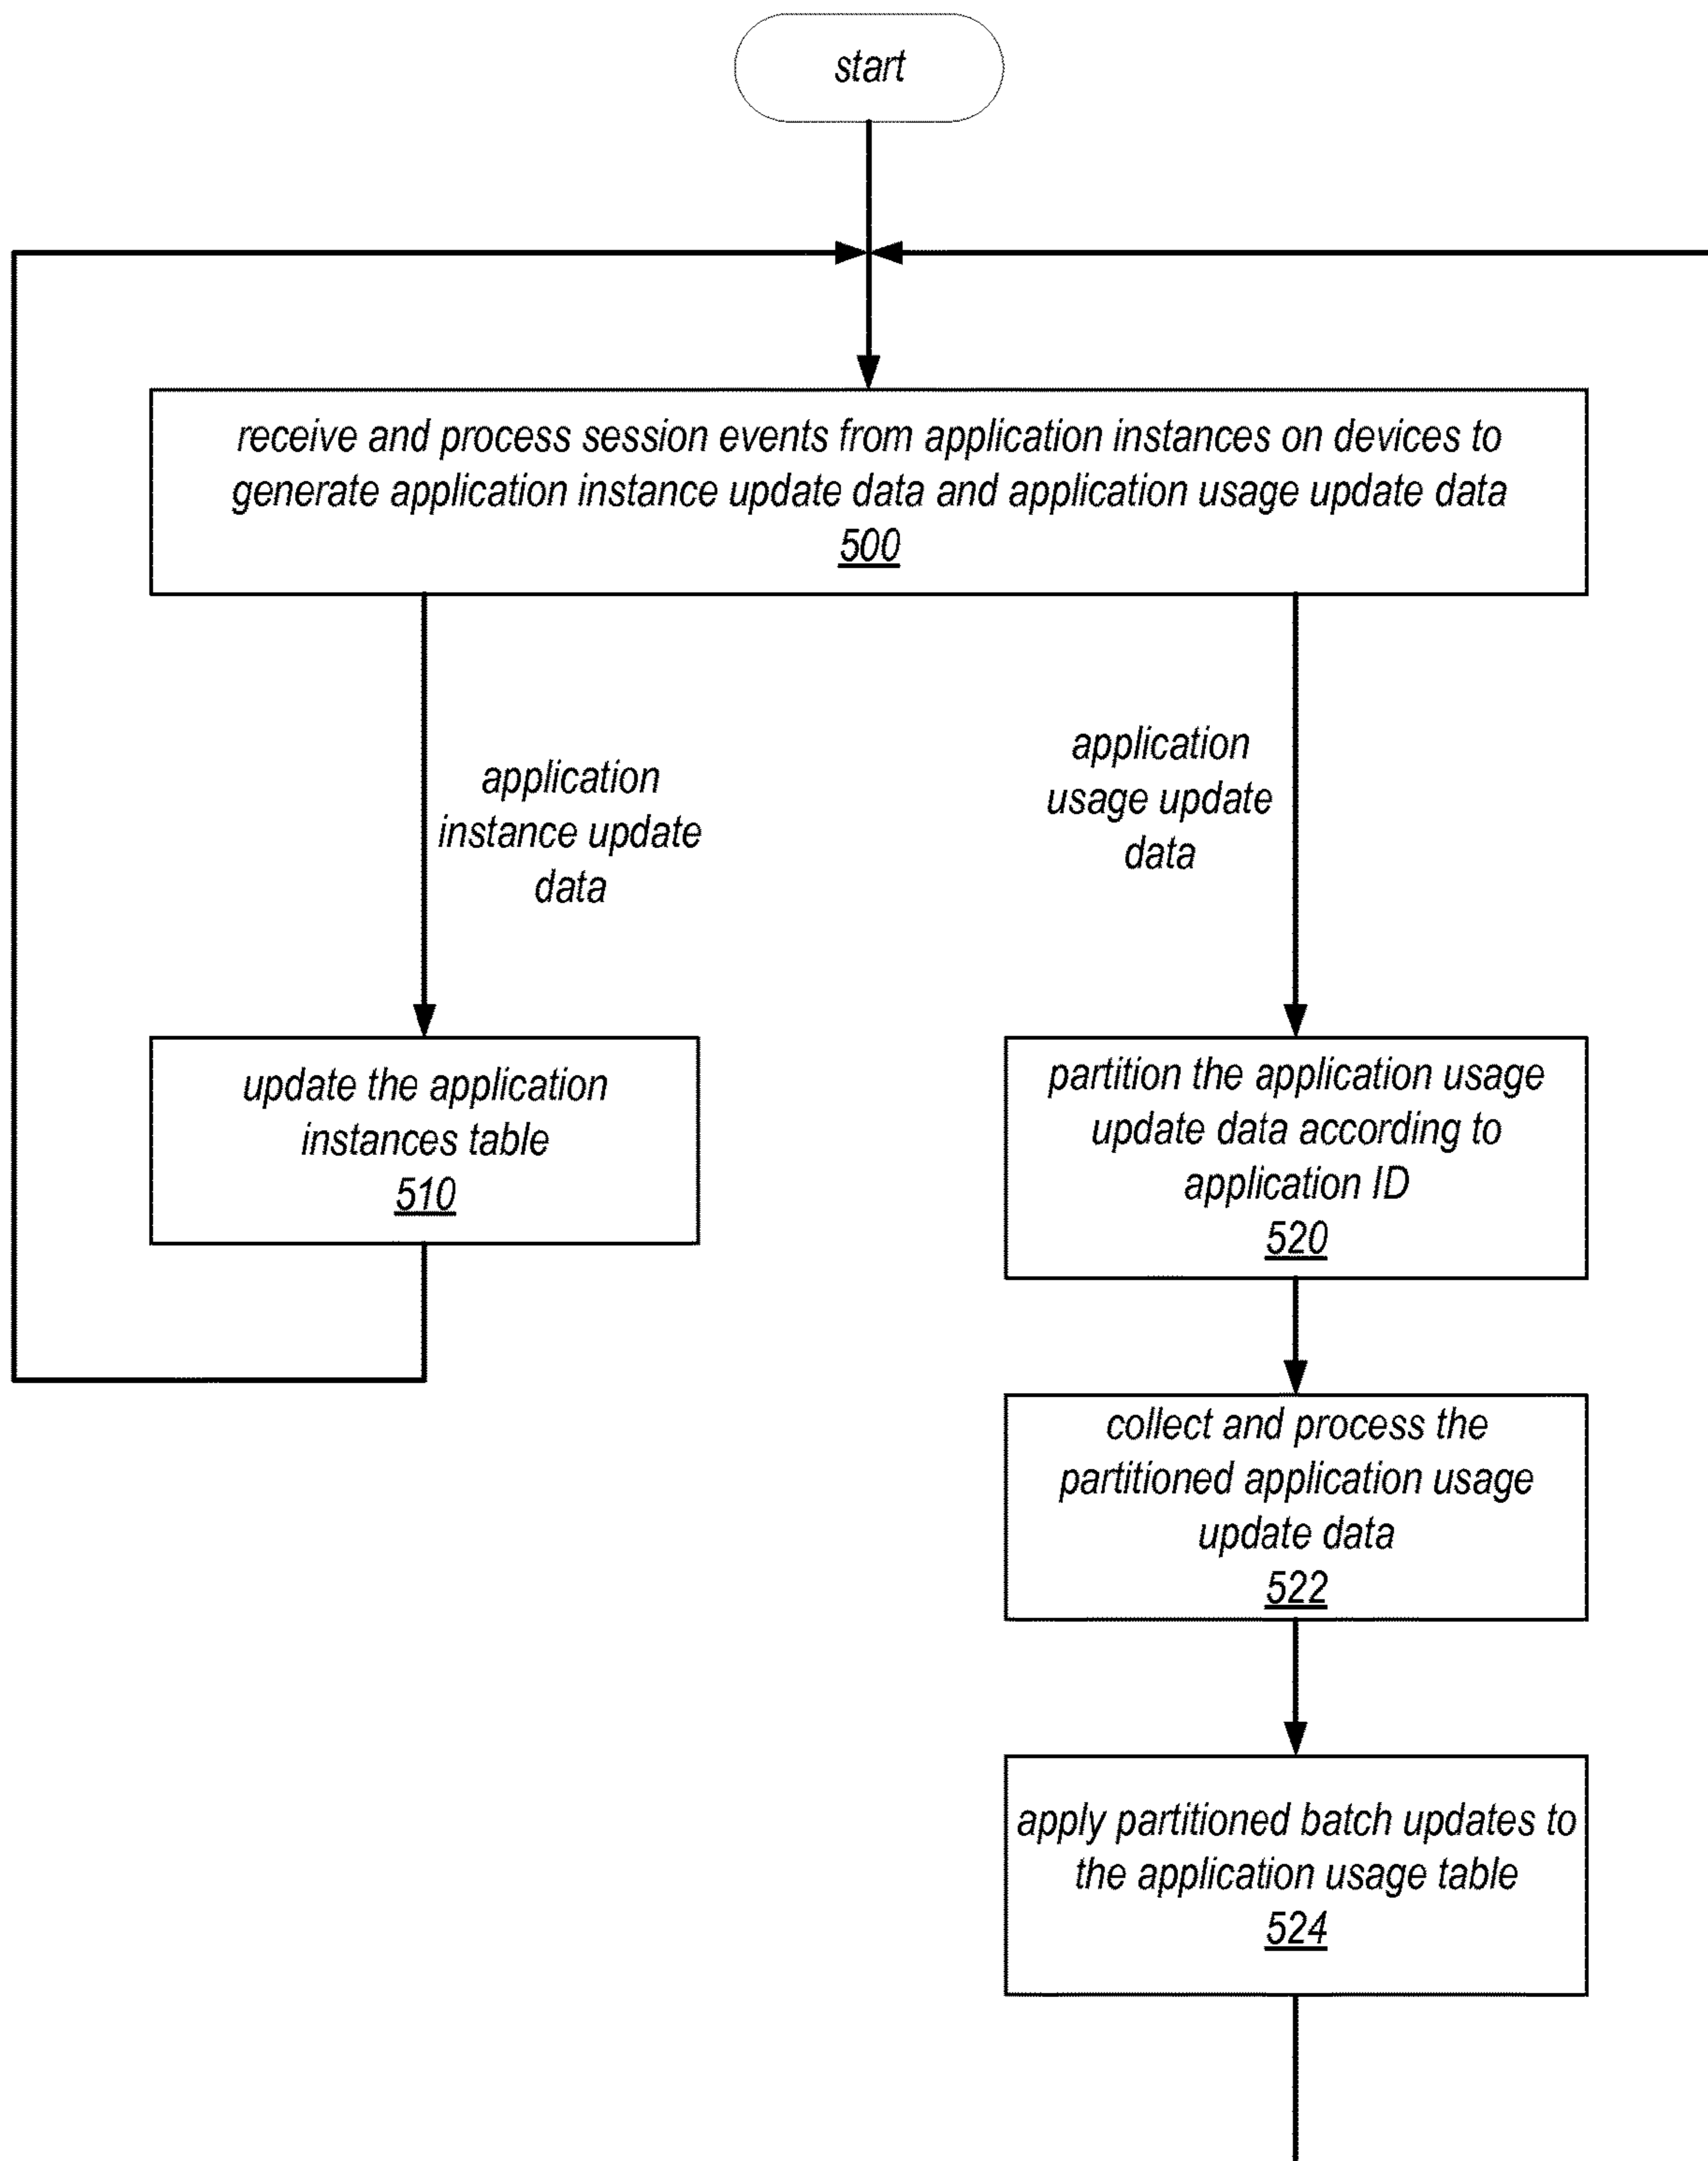 start
receive and process session events from application instances on devices to
generate application instance update data and application usage update data
500
application
instance update
data
application
usage update
data
update the application
instances table
510
partition the application usage
update data according to
application ID
520
collect and process the
partitioned application usage
update data
522
apply partitioned batch updates to
the application usage table
524